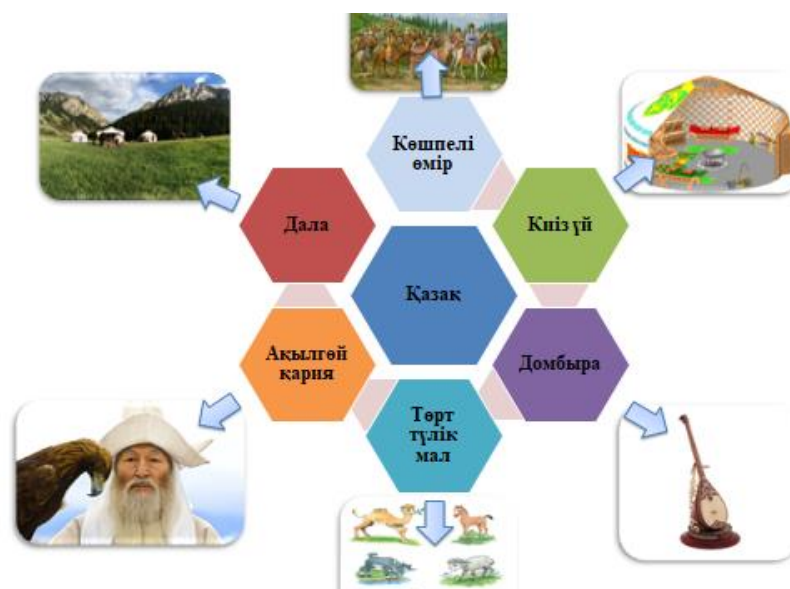 Көшпелі
өмір
Дала
Киіз үй
Қазақ
Ақылгөй
қария
Домбыра
Төрт
түлік
мал